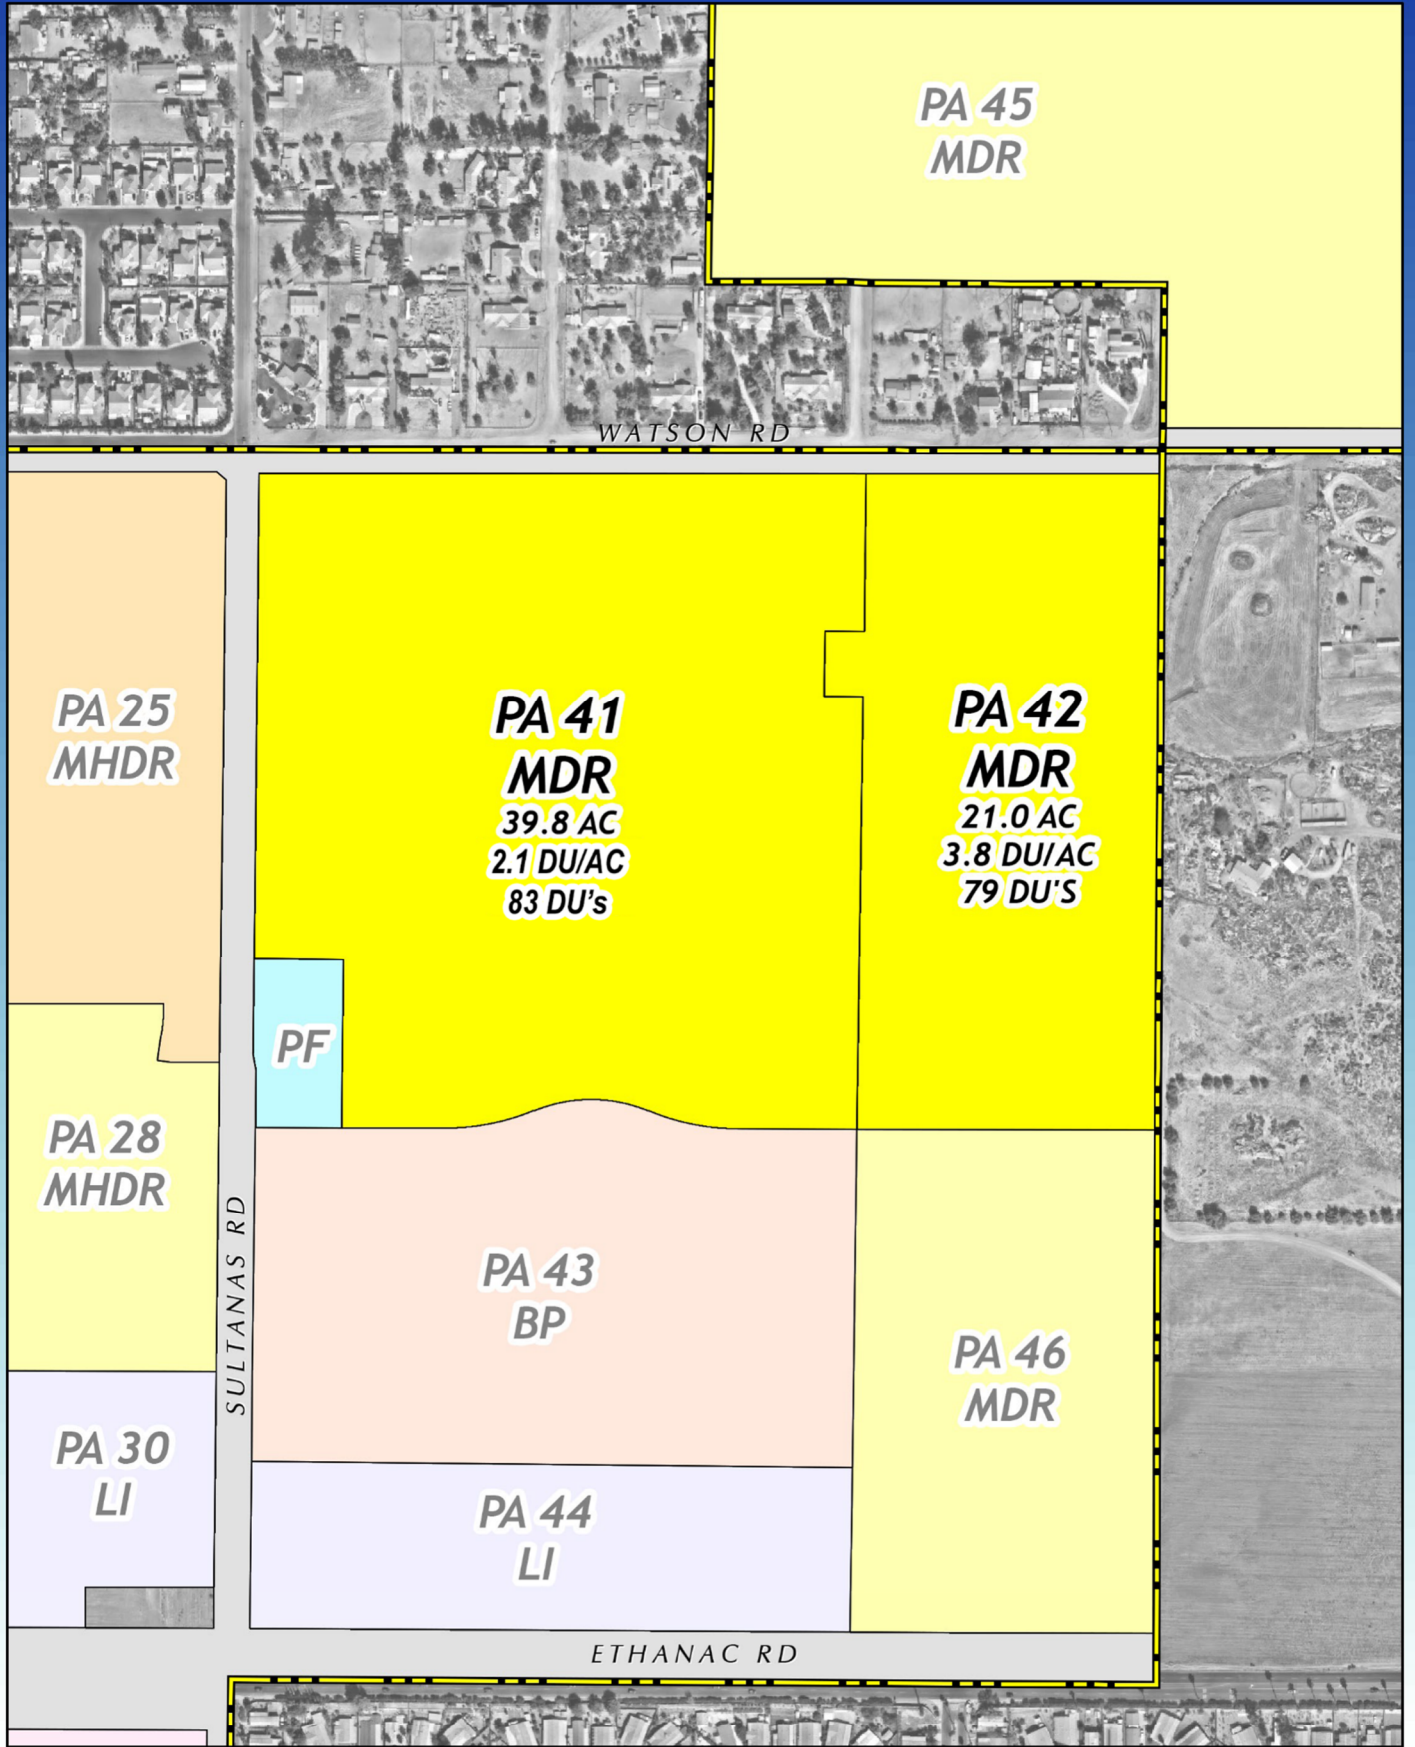 PA 45
MDR
WATSON RD
PA 25
MHDR
PA 41
MDR
39.8 AC
2.1 DU/AC
83 DU’s
PA 42
MDR
21.0 AC
3.8 DU/AC
79 DU'S
PF
PA 28
MHDR
SULTANAS RD
PA 43
BP
PA 46
MDR
PA 30
LI
PA 44
LI
ETHANAC RD